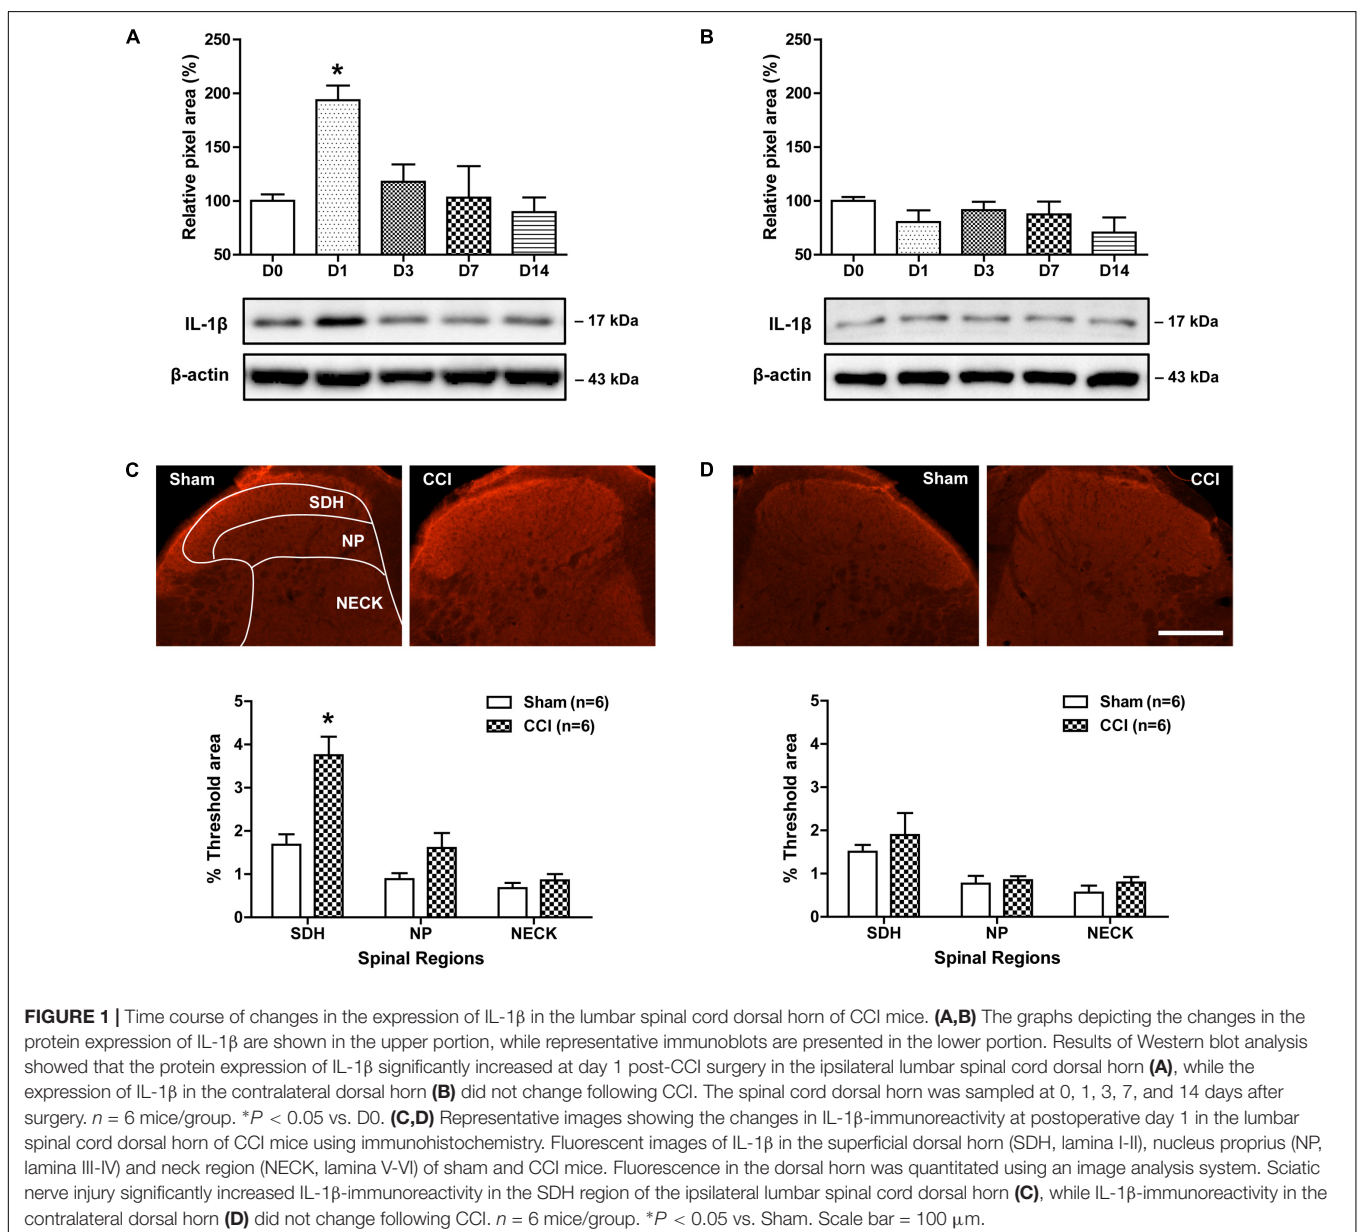 A
Relative pixel area (%)
250
200
150
100
50
*
D0 D1 D3 D7 D14
IL-1β
– 17 kDa
β-actin
– 43 kDa
B
Relative pixel area (%)
250
200
150
100
50
D0 D1 D3 D7 D14
IL-1β
– 17 kDa
β-actin
– 43 kDa
C
Sham
SDH
NP
NECK
CCI
% Threshold area
5
4
3
2
1
0
*
Sham (n=6)
CCI (n=6)
SDH NP NECK
Spinal Regions
D
Sham
CCI
% Threshold area
5
4
3
2
1
0
Sham (n=6)
CCI (n=6)
SDH NP NECK
Spinal Regions
FIGURE 1 | Time course of changes in the expression of IL-1β in the lumbar spinal cord dorsal horn of CCI mice. (A,B) The graphs depicting the changes in the
protein expression of IL-1β are shown in the upper portion, while representative immunoblots are presented in the lower portion. Results of Western blot analysis
showed that the protein expression of IL-1β significantly increased at day 1 post-CCI surgery in the ipsilateral lumbar spinal cord dorsal horn (A), while the
expression of IL-1β in the contralateral dorsal horn (B) did not change following CCI. The spinal cord dorsal horn was sampled at 0, 1, 3, 7, and 14 days after
surgery. n = 6 mice/group. *P < 0.05 vs. D0. (C,D) Representative images showing the changes in IL-1β-immunoreactivity at postoperative day 1 in the lumbar
spinal cord dorsal horn of CCI mice using immunohistochemistry. Fluorescent images of IL-1β in the superficial dorsal horn (SDH, lamina I-II), nucleus proprius (NP,
lamina III-IV) and neck region (NECK, lamina V-VI) of sham and CCI mice. Fluorescence in the dorsal horn was quantitated using an image analysis system. Sciatic
nerve injury significantly increased IL-1β-immunoreactivity in the SDH region of the ipsilateral lumbar spinal cord dorsal horn (C), while IL-1β-immunoreactivity in the
contralateral dorsal horn (D) did not change following CCI. n = 6 mice/group. *P < 0.05 vs. Sham. Scale bar = 100 μm.